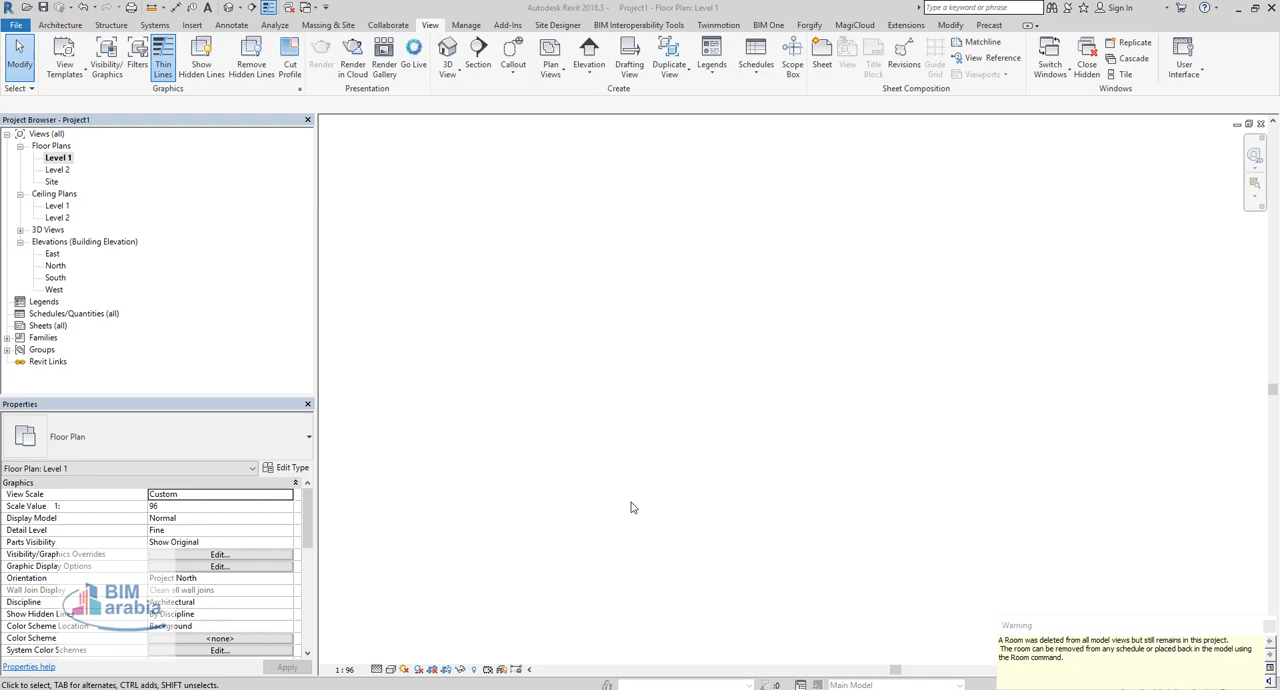 Autodesk Revit 2018.3 - Project1 - Floor Plan: Level 1
Type a keyword or phrase
Sign In
File Architecture Structure Systems Insert Annotate Analyze Massing & Site Collaborate View Manage Add-Ins Site Designer BIM Interoperability Tools Twinmotion BIM One Forgify MagiCloud Extensions Modify Precast
Modify
View Templates
Visibility/ Graphics
Filters
Thin Lines
Show Hidden Lines
Remove Hidden Lines
Cut Profile
Render
Render in Cloud
Render Gallery
Go Live
3D View
Section
Callout
Plan Views
Elevation
Drafting View
Duplicate View
Legends
Schedules
Scope Box
Sheet
View
Title Block
Revisions
Guide Grid
Matchline
View Reference
Viewports
Switch Windows
Close Hidden
Replicate
Cascade
Tile
User Interface
Select Graphics Presentation Create Sheet Composition Windows
Project Browser - Project1
Views (all)
Floor Plans
Level 1
Level 2
Site
Ceiling Plans
Level 1
Level 2
3D Views
Elevations (Building Elevation)
East
North
South
West
Legends
Schedules/Quantities (all)
Sheets (all)
Families
Groups
Revit Links
Properties
Floor Plan
Floor Plan: Level 1 Edit Type
Graphics
View Scale Custom
Scale Value 1: 96
Display Model Normal
Detail Level Fine
Parts Visibility Show Original
Visibility/Graphics Overrides Edit...
Graphic Display Options Edit...
Orientation Project North
Wall Join Display Clean all wall joins
Discipline Architectural
Show Hidden Lines By Discipline
Color Scheme Location Background
Color Scheme <none>
System Color Schemes Edit...
BIM
arabia
Properties help Apply
1 : 96
Warning
A Room was deleted from all model views but still remains in this project.
The room can be removed from any schedule or placed back in the model using
the Room command.
Click to select, TAB for alternates, CTRL adds, SHIFT unselects.
:0 Main Model